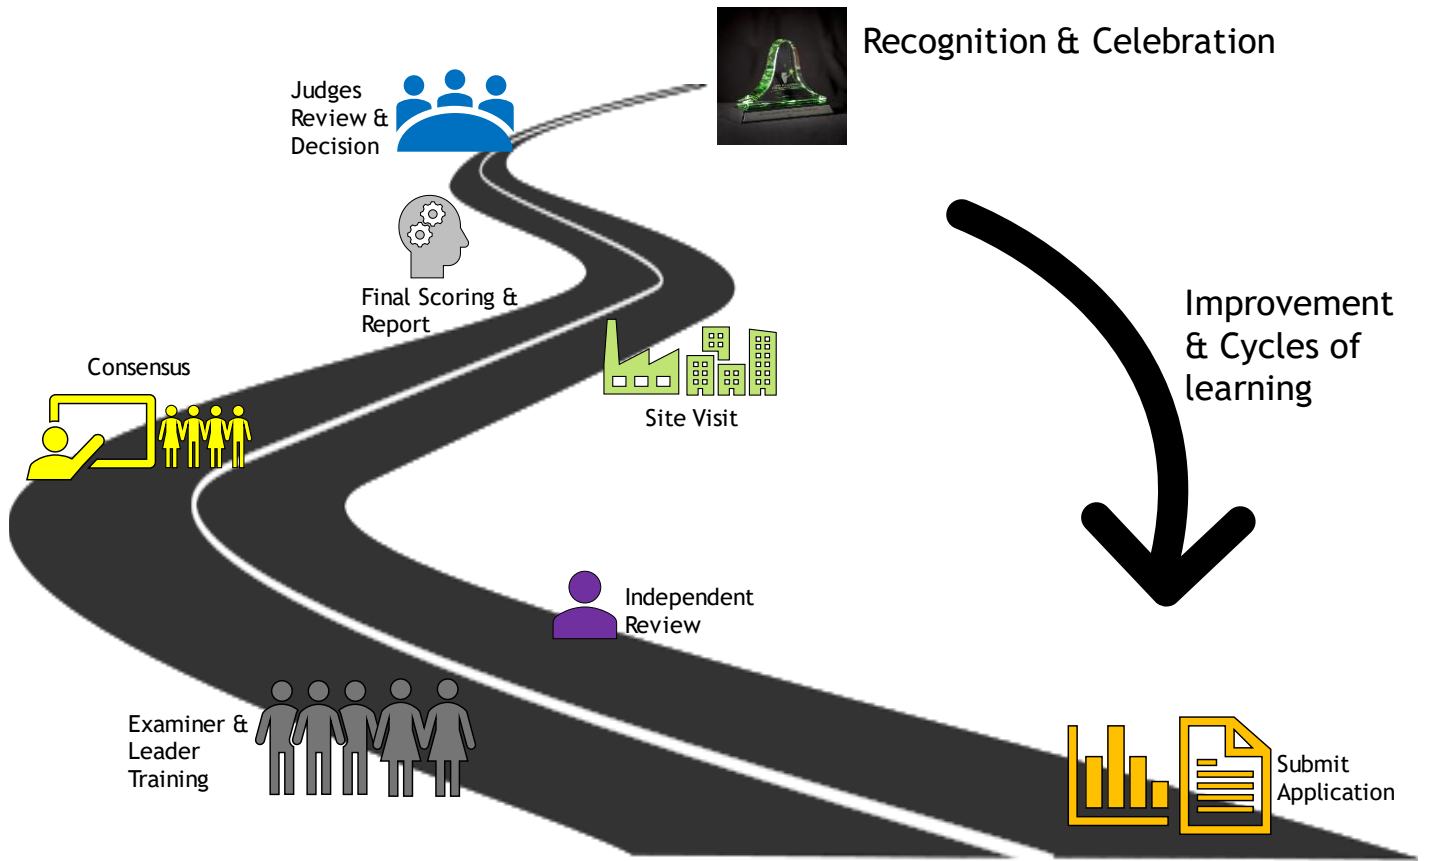 Recognition & Celebration
Judges
Review &
Decision
Final Scoring &
Report
Improvement
& Cycles of
learning
Consensus
Site Visit
Independent
Review
Examiner &
Leader
Training
Submit
Application